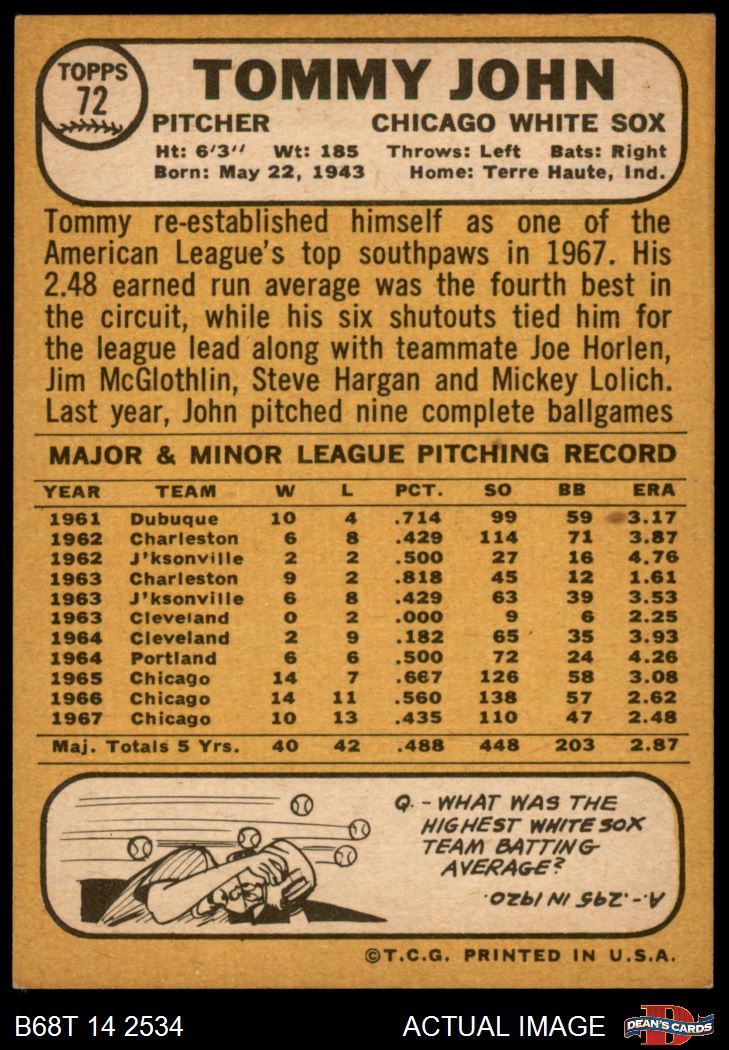 TOPPS
72
TOMMY JOHN
PITCHER CHICAGO WHITE SOX
Ht: 6'3'' Wt: 185 Throws: Left Bats: Right
Born: May 22, 1943 Home: Terre Haute, Ind.
Tommy re-established himself as one of the
American League's top southpaws in 1967. His
2.48 earned run average was the fourth best in
the circuit, while his six shutouts tied him for
the league lead along with teammate Joe Horlen,
Jim McGlothlin, Steve Hargan and Mickey Lolich.
Last year, John pitched nine complete ballgames
MAJOR & MINOR LEAGUE PITCHING RECORD
YEAR TEAM W L PCT. SO BB ERA
1961 Dubuque 10 4 .714 99 59 3.17
1962 Charleston 6 8 .429 114 71 3.87
1962 J'ksonville 2 2 .500 27 16 4.76
1963 Charleston 9 2 .818 45 12 1.61
1963 J'ksonville 6 8 .429 63 39 3.53
1963 Cleveland 0 2 .000 9 6 2.25
1964 Cleveland 2 9 .182 65 35 3.93
1964 Portland 6 6 .500 72 24 4.26
1965 Chicago 14 7 .667 126 58 3.08
1966 Chicago 14 11 .560 138 57 2.62
1967 Chicago 10 13 .435 110 47 2.48
Maj. Totals 5 Yrs. 40 42 .488 448 203 2.87
Q. - WHAT WAS THE
HIGHEST WHITE SOX
TEAM BATTING
AVERAGE?
A.-.295 IN 1920.
©T.C.G. PRINTED IN U.S.A.
B68T 14 2534 ACTUAL IMAGE
DEAN'S CARDS